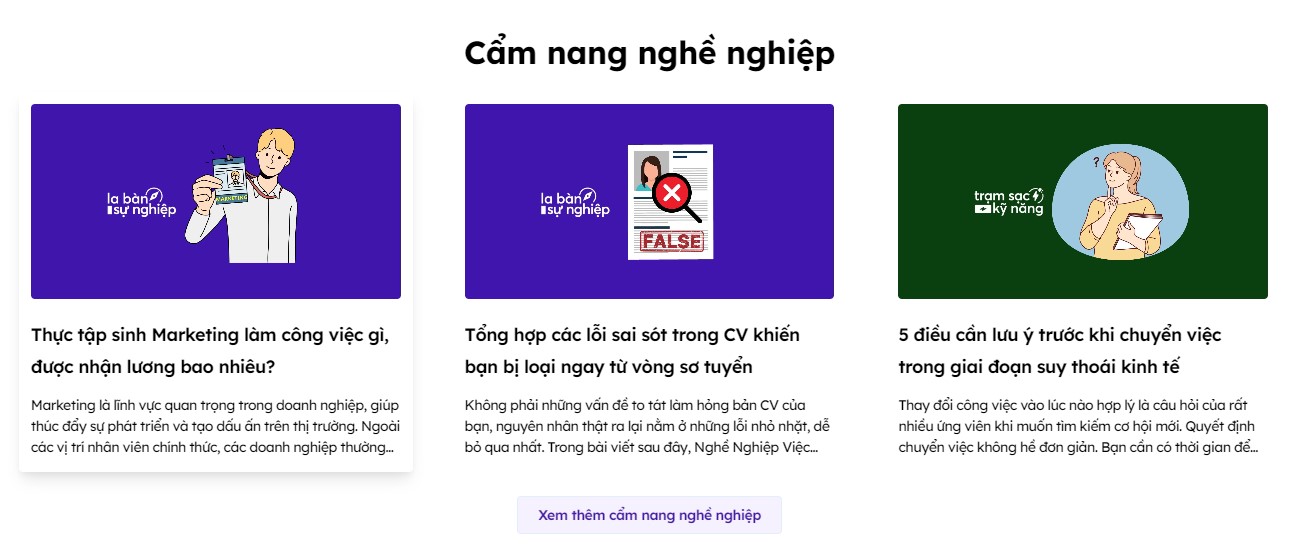 Cẩm nang nghề nghiệp
la bàn
sự nghiệp
MARKETING
la bàn
sự nghiệp
FALSE
trạm sạc
kỹ năng
?
Thực tập sinh Marketing làm công việc gì,
được nhận lương bao nhiêu?
Marketing là lĩnh vực quan trọng trong doanh nghiệp, giúp
thúc đẩy sự phát triển và tạo dấu ấn trên thị trường. Ngoài
các vị trí nhân viên chính thức, các doanh nghiệp thường...
Tổng hợp các lỗi sai sót trong CV khiến
bạn bị loại ngay từ vòng sơ tuyển
Không phải những vấn đề to tát làm hỏng bản CV của
bạn, nguyên nhân thật ra lại nằm ở những lỗi nhỏ nhặt, dễ
bỏ qua nhất. Trong bài viết sau đây, Nghề Nghiệp Việc...
5 điều cần lưu ý trước khi chuyển việc
trong giai đoạn suy thoái kinh tế
Thay đổi công việc vào lúc nào hợp lý là câu hỏi của rất
nhiều ứng viên khi muốn tìm kiếm cơ hội mới. Quyết định
chuyển việc không hề đơn giản. Bạn cần có thời gian để...
Xem thêm cẩm nang nghề nghiệp